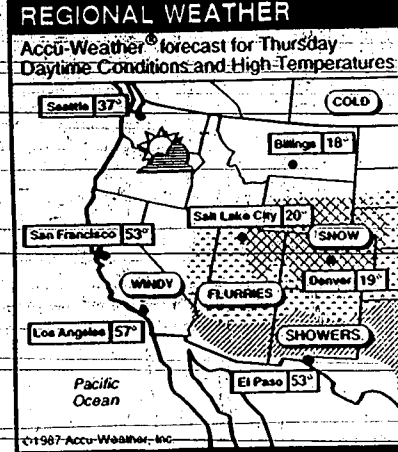 REGIONAL WEATHER
Accu-Weather® forecast for Thursday
Daytime Conditions and High Temperatures
COLD
Seattle 37°
Billings 18°
Salt Lake City 20°
San Francisco 53°
SNOW
Denver 19°
WINDY
FLURRIES
Los Angeles 57°
SHOWERS
El Paso 53°
Pacific
Ocean
©1987 Accu-Weather, Inc.